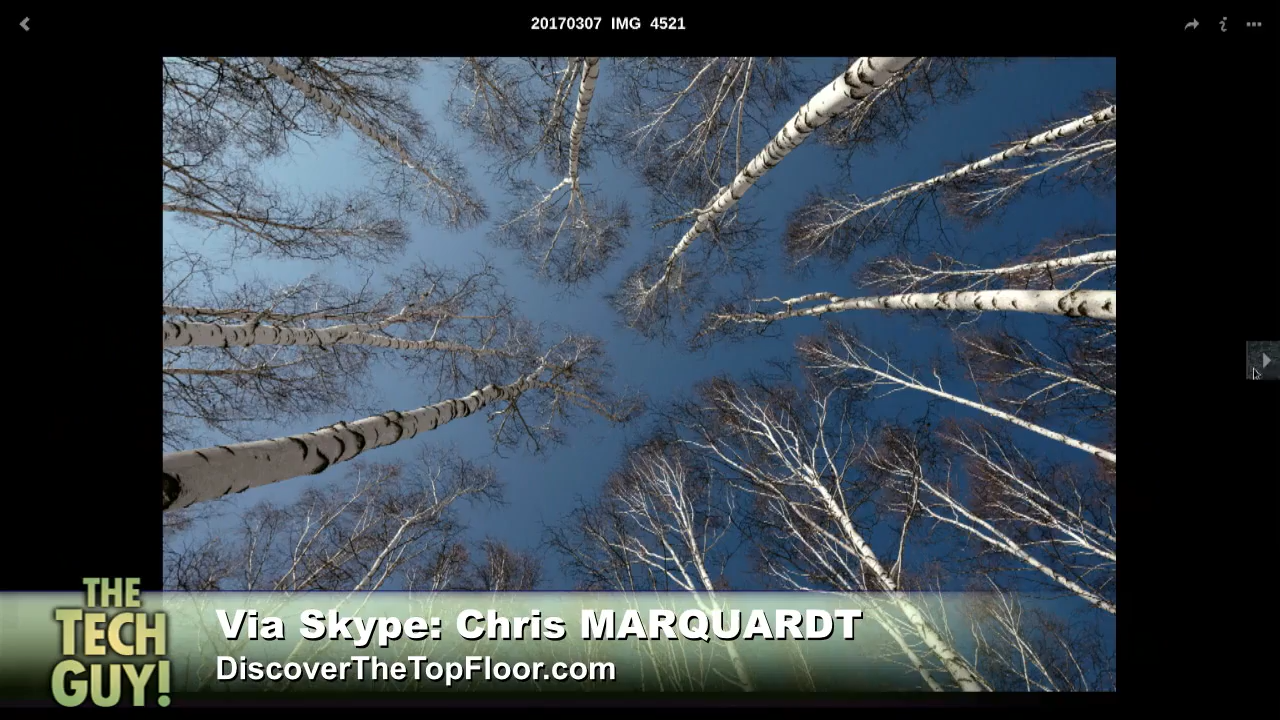 20170307 IMG 4521
Via Skype: Chris MARQUARDT
DiscoverTheTopFloor.com
THE
TECH
GUY!